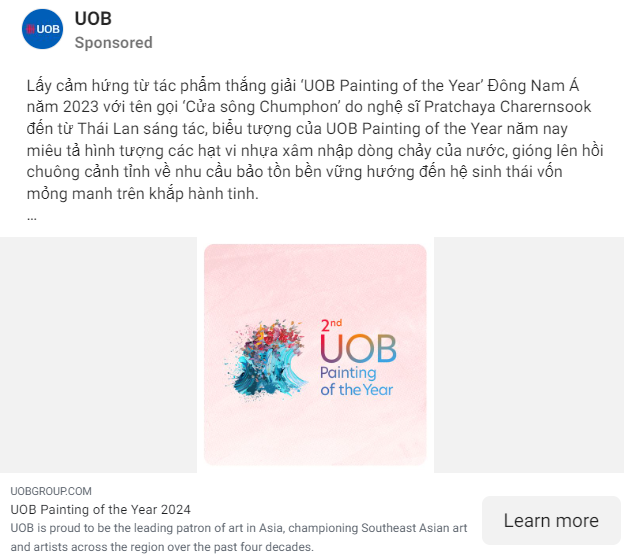 UOB
UOB
Sponsored
Lấy cảm hứng từ tác phẩm thắng giải ‘UOB Painting of the Year’ Đông Nam Á
năm 2023 với tên gọi ‘Cửa sông Chumphon’ do nghệ sĩ Pratchaya Charernsook
đến từ Thái Lan sáng tác, biểu tượng của UOB Painting of the Year năm nay
miêu tả hình tượng các hạt vi nhựa xâm nhập dòng chảy của nước, gióng lên hồi
chuông cảnh tỉnh về nhu cầu bảo tồn bền vững hướng đến hệ sinh thái vốn
mỏng manh trên khắp hành tinh.
...
2nd
UOB
Painting
of the Year
UOBGROUP.COM
UOB Painting of the Year 2024
UOB is proud to be the leading patron of art in Asia, championing Southeast Asian art
and artists across the region over the past four decades.
Learn more